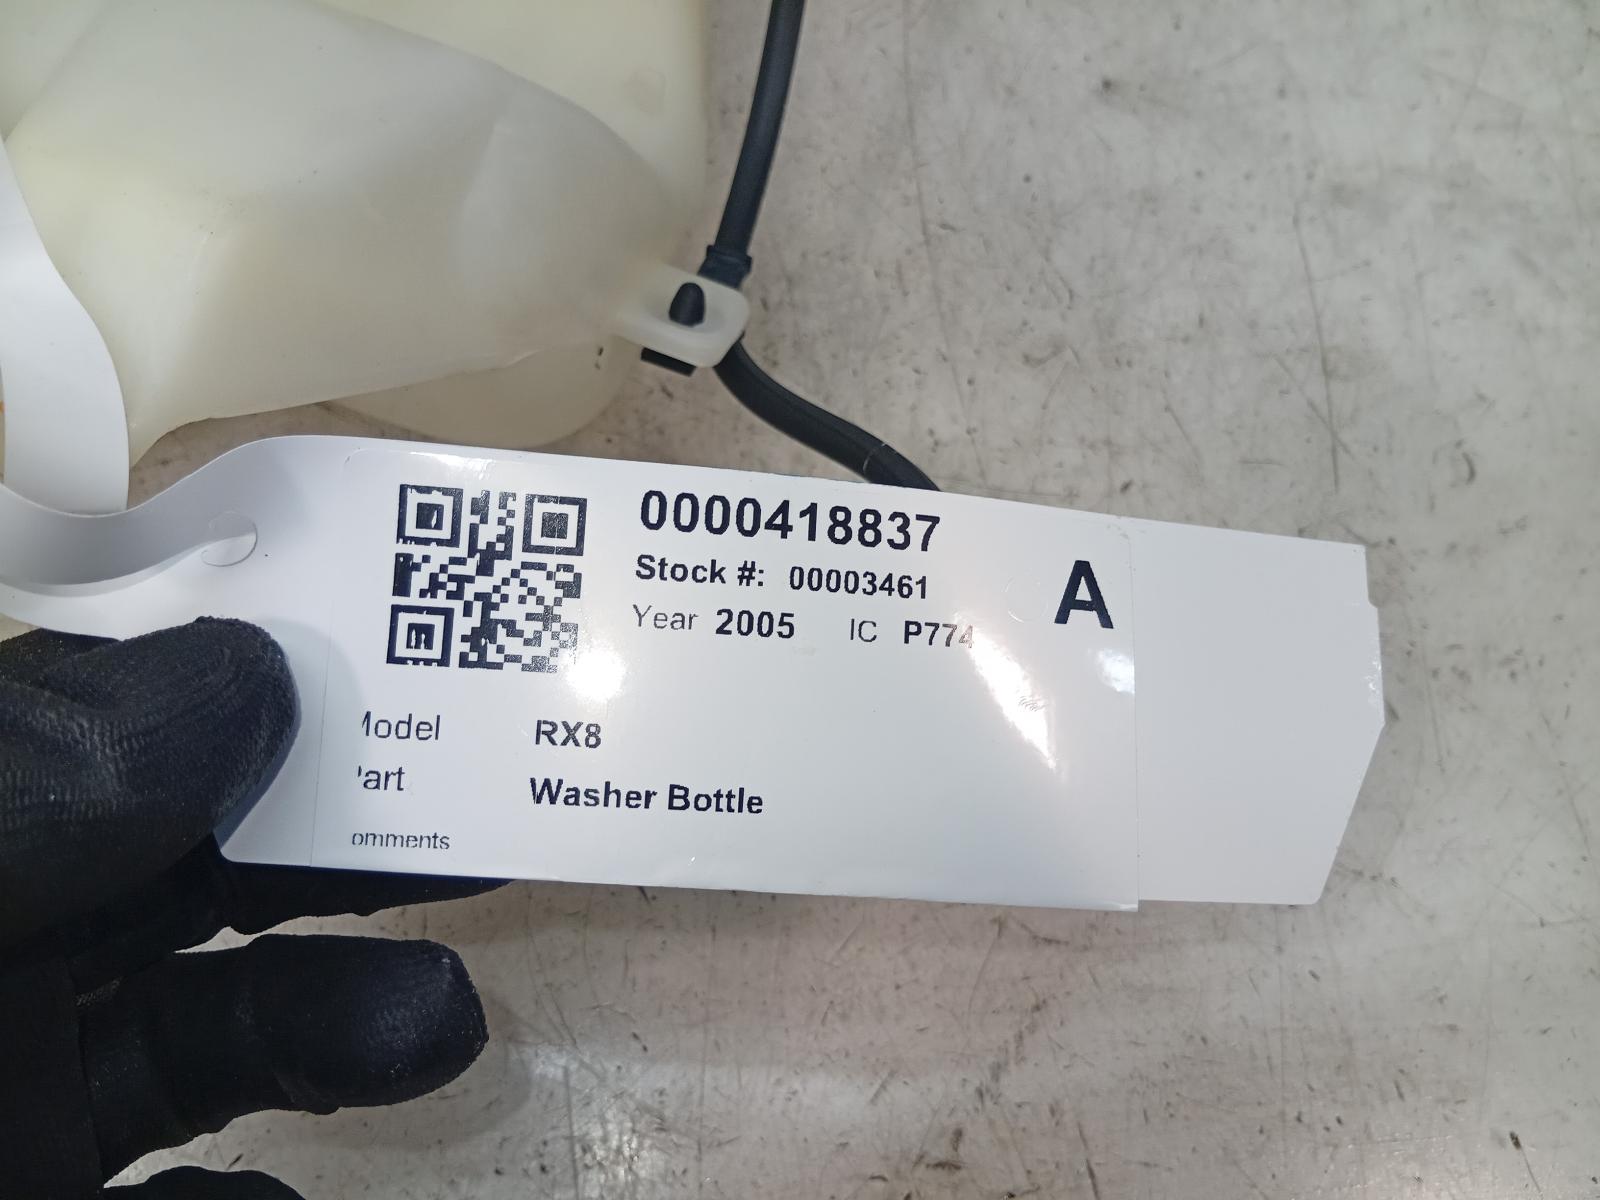 0000418837
Stock #: 00003461
A
Year 2005 IC P774
Model RX8
Part Washer Bottle
omments